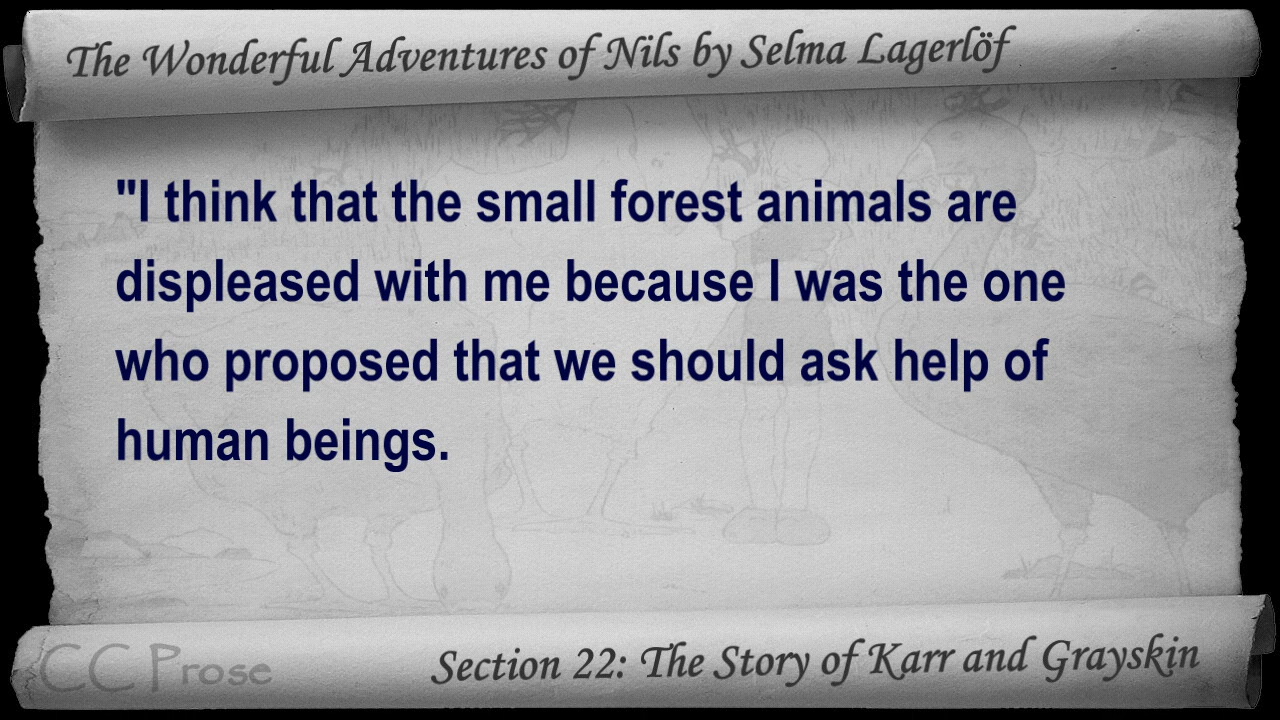 The Wonderful Adventures of Nils by Selma Lagerlöf
"I think that the small forest animals are
displeased with me because I was the one
who proposed that we should ask help of
human beings.
CC Prose
Section 22: The Story of Karr and Grayskin